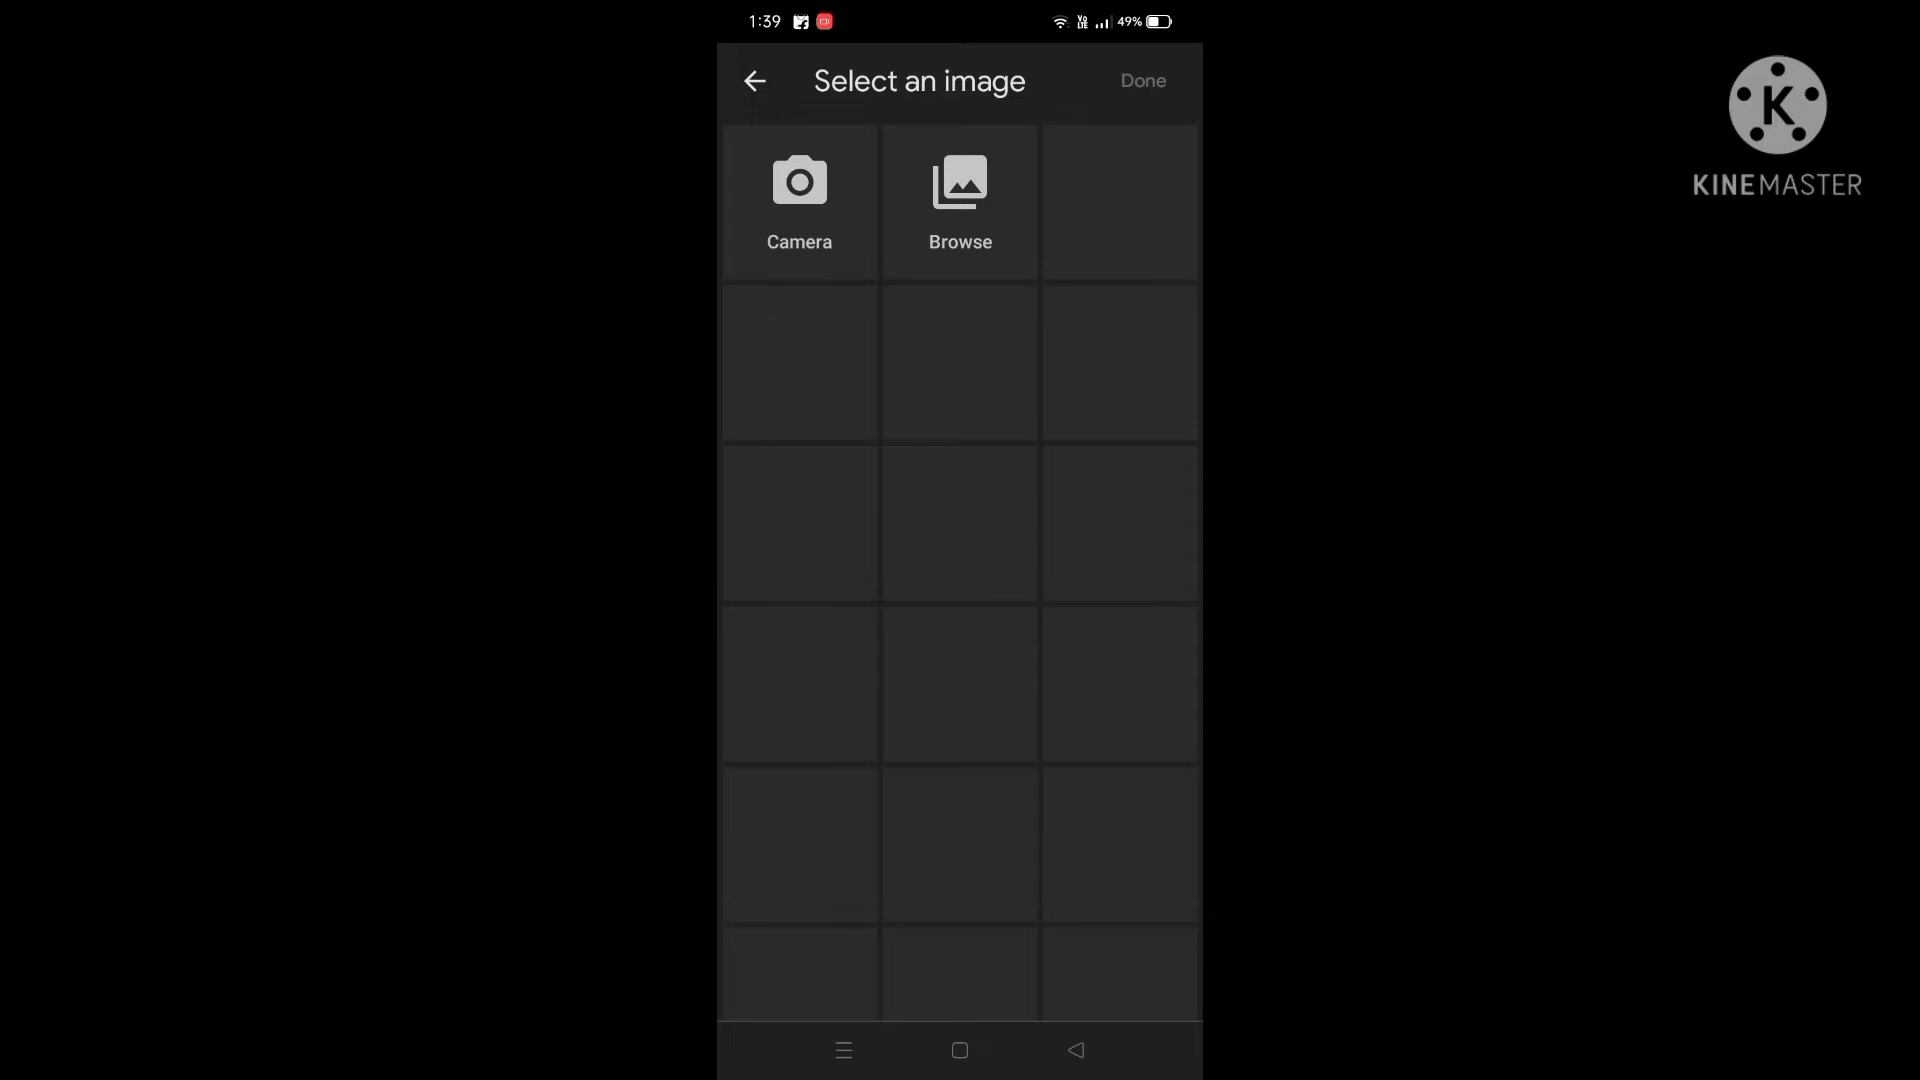 1:39 49%
Select an image Done
Camera Browse
K
KINEMASTER